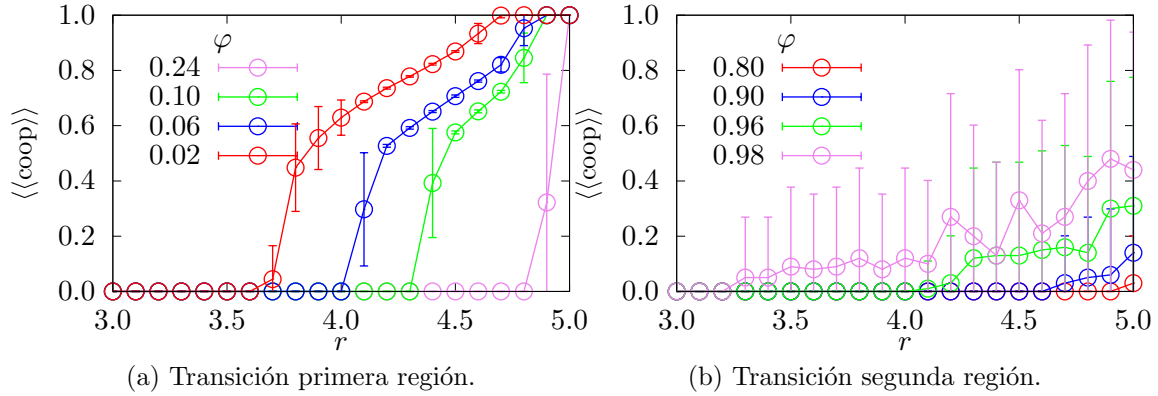 1.0
0.8
0.6
0.4
0.2
0.0
⟨⟨coop⟩⟩
φ
0.24
0.10
0.06
0.02
3.0 3.5 4.0 4.5 5.0
r
(a) Transición primera región.
1.0
0.8
0.6
0.4
0.2
0.0
⟨⟨coop⟩⟩
φ
0.80
0.90
0.96
0.98
3.0 3.5 4.0 4.5 5.0
r
(b) Transición segunda región.